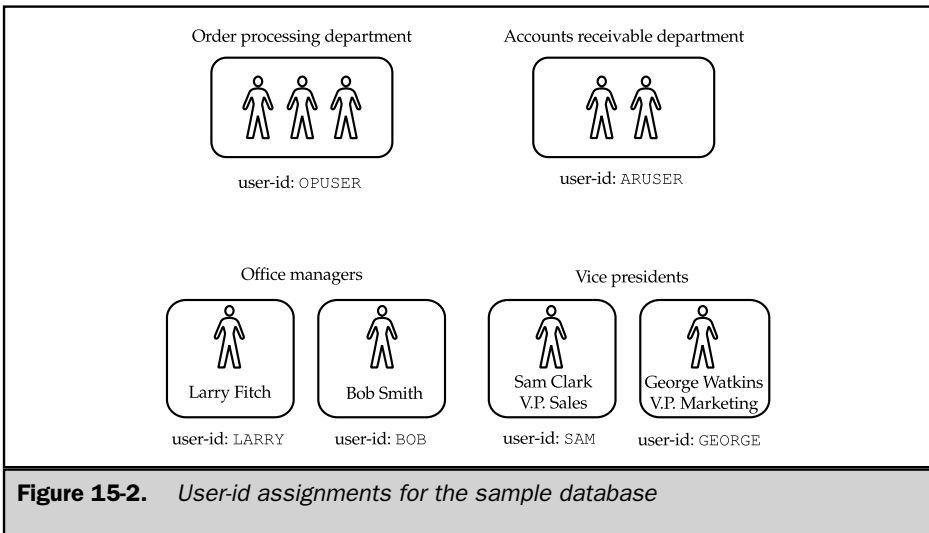 Order processing department
Accounts receivable department
user-id: OPUSER
user-id: ARUSER
Office managers
Vice presidents
Larry Fitch
Bob Smith
Sam Clark
V.P. Sales
George Watkins
V.P. Marketing
user-id: LARRY
user-id: BOB
user-id: SAM
user-id: GEORGE
Figure 15-2. User-id assignments for the sample database